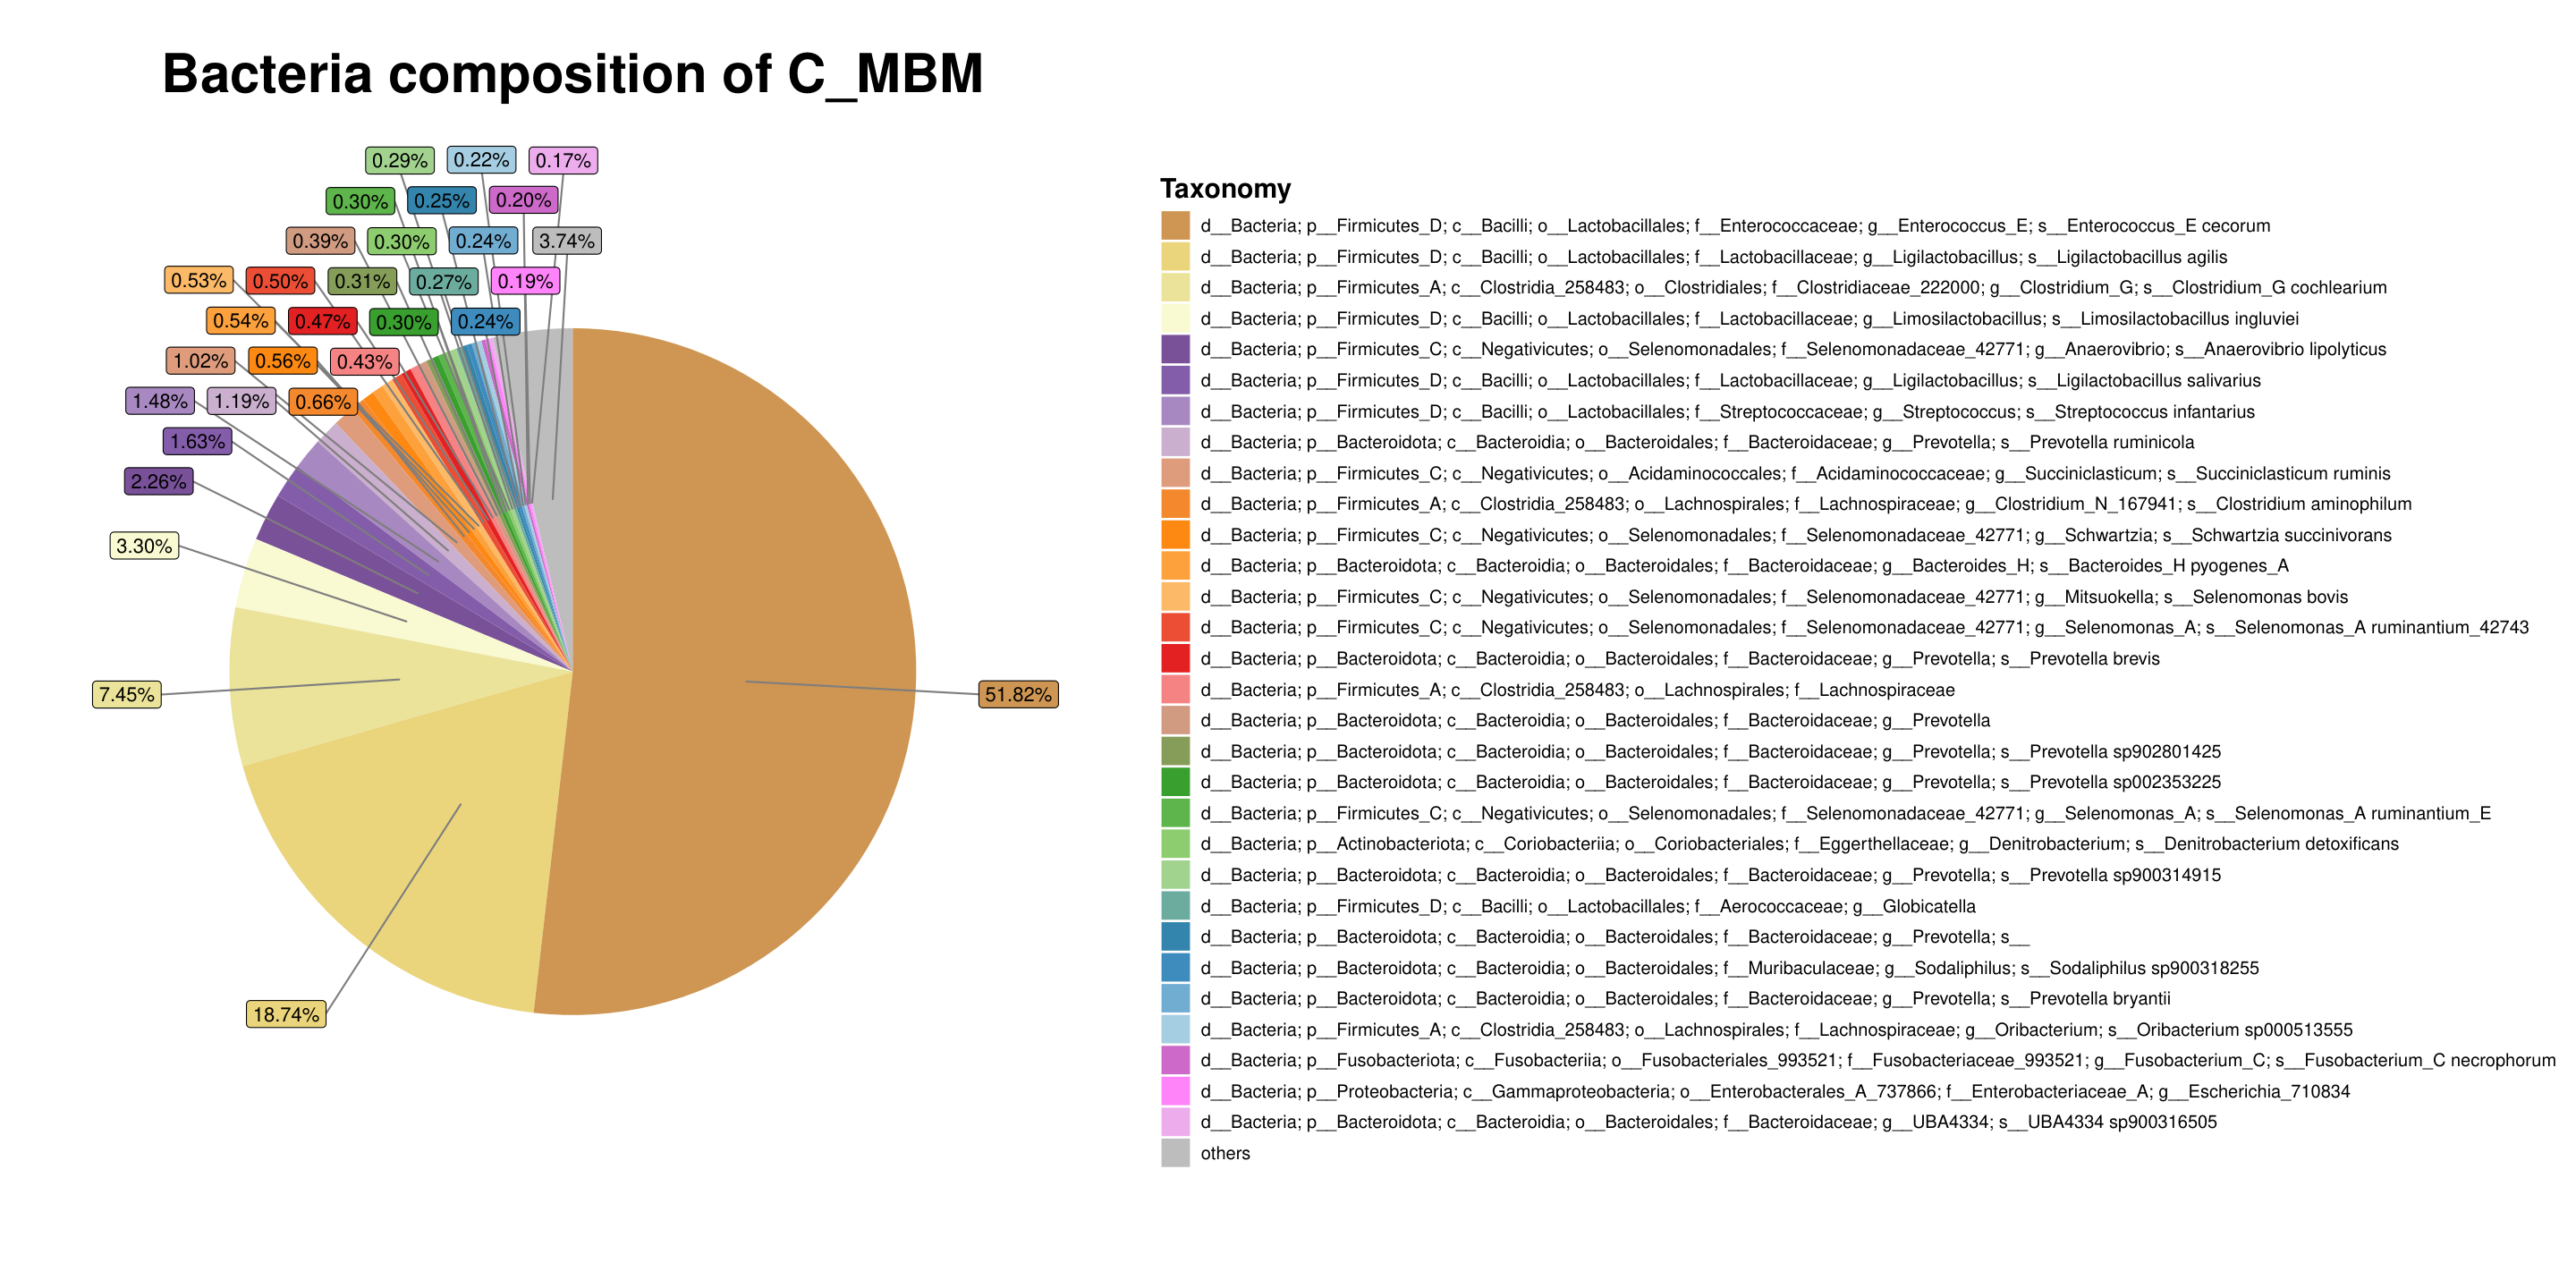 Bacteria composition of C_MBM
0.29% 0.22% 0.17%
0.30% 0.25% 0.20%
0.39% 0.30% 0.24% 3.74%
0.53% 0.50% 0.31% 0.27% 0.19%
0.54% 0.47% 0.30% 0.24%
1.02% 0.56% 0.43%
1.48% 1.19% 0.66%
1.63%
2.26%
3.30%
7.45%
51.82%
18.74%
Taxonomy
d__Bacteria; p__Firmicutes_D; c__Bacilli; o__Lactobacillales; f__Enterococcaceae; g__Enterococcus_E; s__Enterococcus_E cecorum
d__Bacteria; p__Firmicutes_D; c__Bacilli; o__Lactobacillales; f__Lactobacillaceae; g__Ligilactobacillus; s__Ligilactobacillus agilis
d__Bacteria; p__Firmicutes_A; c__Clostridia_258483; o__Clostridiales; f__Clostridiaceae_222000; g__Clostridium_G; s__Clostridium_G cochlearium
d__Bacteria; p__Firmicutes_D; c__Bacilli; o__Lactobacillales; f__Lactobacillaceae; g__Limosilactobacillus; s__Limosilactobacillus ingluviei
d__Bacteria; p__Firmicutes_C; c__Negativicutes; o__Selenomonadales; f__Selenomonadaceae_42771; g__Anaerovibrio; s__Anaerovibrio lipolyticus
d__Bacteria; p__Firmicutes_D; c__Bacilli; o__Lactobacillales; f__Lactobacillaceae; g__Ligilactobacillus; s__Ligilactobacillus salivarius
d__Bacteria; p__Firmicutes_D; c__Bacilli; o__Lactobacillales; f__Streptococcaceae; g__Streptococcus; s__Streptococcus infantarius
d__Bacteria; p__Bacteroidota; c__Bacteroidia; o__Bacteroidales; f__Bacteroidaceae; g__Prevotella; s__Prevotella ruminicola
d__Bacteria; p__Firmicutes_C; c__Negativicutes; o__Acidaminococcales; f__Acidaminococcaceae; g__Succiniclasticum; s__Succiniclasticum ruminis
d__Bacteria; p__Firmicutes_A; c__Clostridia_258483; o__Lachnospirales; f__Lachnospiraceae; g__Clostridium_N_167941; s__Clostridium aminophilum
d__Bacteria; p__Firmicutes_C; c__Negativicutes; o__Selenomonadales; f__Selenomonadaceae_42771; g__Schwartzia; s__Schwartzia succinivorans
d__Bacteria; p__Bacteroidota; c__Bacteroidia; o__Bacteroidales; f__Bacteroidaceae; g__Bacteroides_H; s__Bacteroides_H pyogenes_A
d__Bacteria; p__Firmicutes_C; c__Negativicutes; o__Selenomonadales; f__Selenomonadaceae_42771; g__Mitsuokella; s__Selenomonas bovis
d__Bacteria; p__Firmicutes_C; c__Negativicutes; o__Selenomonadales; f__Selenomonadaceae_42771; g__Selenomonas_A; s__Selenomonas_A ruminantium_42743
d__Bacteria; p__Bacteroidota; c__Bacteroidia; o__Bacteroidales; f__Bacteroidaceae; g__Prevotella; s__Prevotella brevis
d__Bacteria; p__Firmicutes_A; c__Clostridia_258483; o__Lachnospirales; f__Lachnospiraceae
d__Bacteria; p__Bacteroidota; c__Bacteroidia; o__Bacteroidales; f__Bacteroidaceae; g__Prevotella
d__Bacteria; p__Bacteroidota; c__Bacteroidia; o__Bacteroidales; f__Bacteroidaceae; g__Prevotella; s__Prevotella sp902801425
d__Bacteria; p__Bacteroidota; c__Bacteroidia; o__Bacteroidales; f__Bacteroidaceae; g__Prevotella; s__Prevotella sp002353225
d__Bacteria; p__Firmicutes_C; c__Negativicutes; o__Selenomonadales; f__Selenomonadaceae_42771; g__Selenomonas_A; s__Selenomonas_A ruminantium_E
d__Bacteria; p__Actinobacteriota; c__Coriobacteriia; o__Coriobacteriales; f__Eggerthellaceae; g__Denitrobacterium; s__Denitrobacterium detoxificans
d__Bacteria; p__Bacteroidota; c__Bacteroidia; o__Bacteroidales; f__Bacteroidaceae; g__Prevotella; s__Prevotella sp900314915
d__Bacteria; p__Firmicutes_D; c__Bacilli; o__Lactobacillales; f__Aerococcaceae; g__Globicatella
d__Bacteria; p__Bacteroidota; c__Bacteroidia; o__Bacteroidales; f__Bacteroidaceae; g__Prevotella; s__
d__Bacteria; p__Bacteroidota; c__Bacteroidia; o__Bacteroidales; f__Muribaculaceae; g__Sodaliphilus; s__Sodaliphilus sp900318255
d__Bacteria; p__Bacteroidota; c__Bacteroidia; o__Bacteroidales; f__Bacteroidaceae; g__Prevotella; s__Prevotella bryantii
d__Bacteria; p__Firmicutes_A; c__Clostridia_258483; o__Lachnospirales; f__Lachnospiraceae; g__Oribacterium; s__Oribacterium sp000513555
d__Bacteria; p__Fusobacteriota; c__Fusobacteriia; o__Fusobacteriales_993521; f__Fusobacteriaceae_993521; g__Fusobacterium_C; s__Fusobacterium_C necrophorum
d__Bacteria; p__Proteobacteria; c__Gammaproteobacteria; o__Enterobacterales_A_737866; f__Enterobacteriaceae_A; g__Escherichia_710834
d__Bacteria; p__Bacteroidota; c__Bacteroidia; o__Bacteroidales; f__Bacteroidaceae; g__UBA4334; s__UBA4334 sp900316505
others